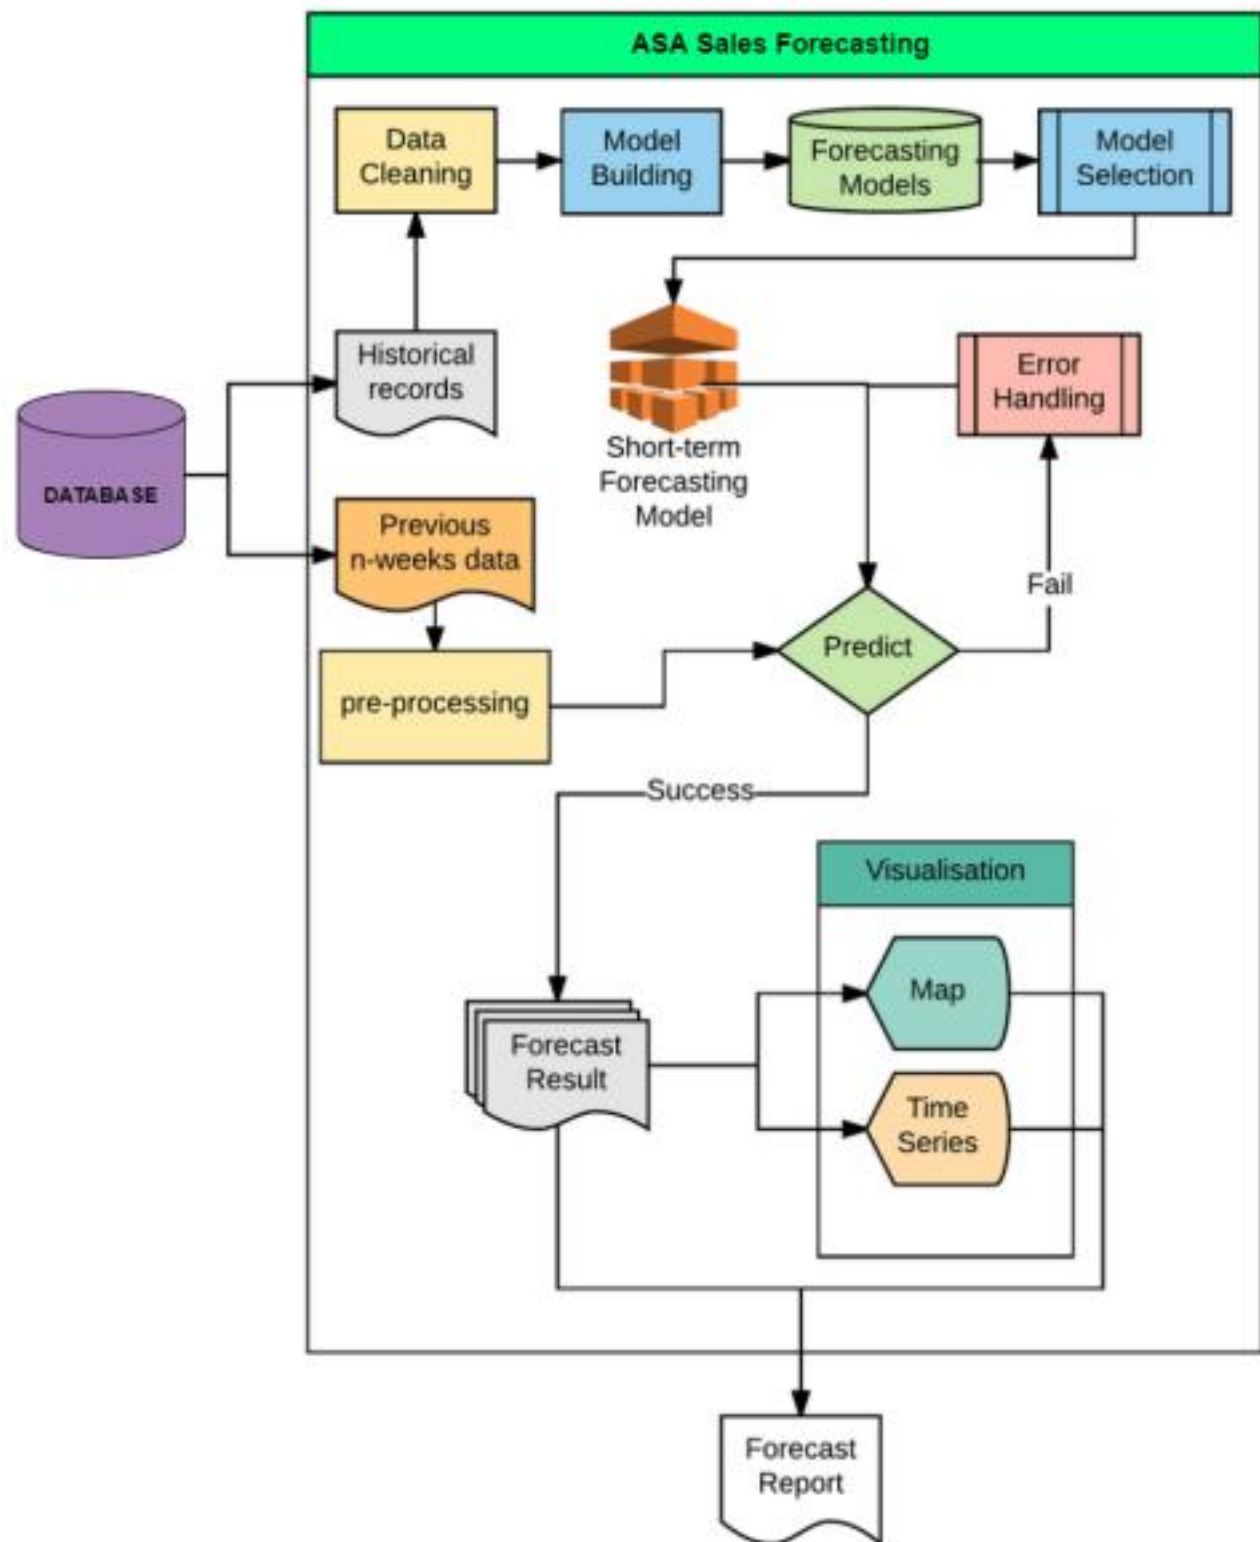 ASA Sales Forecasting
Data
Cleaning
Model
Building
Forecasting
Models
Model
Selection
Historical
records
Short-term
Forecasting
Model
Error
Handling
DATABASE
Previous
n-weeks data
Fail
Predict
pre-processing
Success
Visualisation
Map
Forecast
Result
Time
Series
Forecast
Report